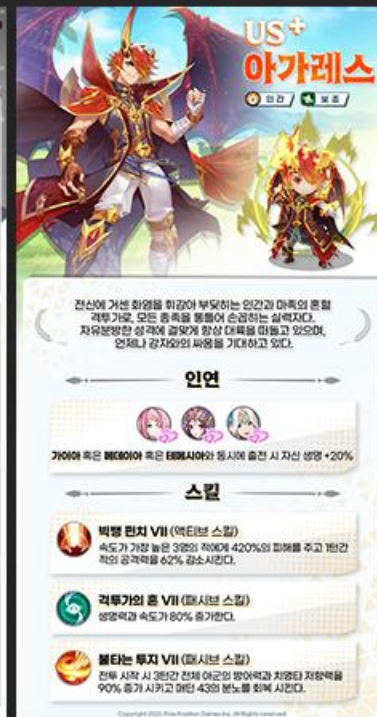 US+
아가레스
인간
보조
전신에 거센 화염을 휘감아 부딪히는 인간과 마족의 혼혈
격투가로, 모든 종족을 통틀어 손꼽히는 실력자다.
자유분방한 성격에 걸맞게 항상 대륙을 떠돌고 있으며,
언제나 강자와의 싸움을 기대하고 있다.
인연
가이아 혹은 메데이아 혹은 테메시아와 동시에 출전 시 자신 생명 +20%
스킬
빅뱅 펀치 VII (액티브 스킬)
속도가 가장 높은 3명의 적에게 420%의 피해를 주고 1턴간
적의 공격력을 62% 감소시킨다.
격투가의 혼 VII (패시브 스킬)
생명력과 속도가 80% 증가한다.
불타는 투지 VII (패시브 스킬)
전투 시작 시 3턴간 전체 아군의 방어력과 치명타 저항력을
90% 증가 시키고 매턴 43의 분노를 회복 시킨다.